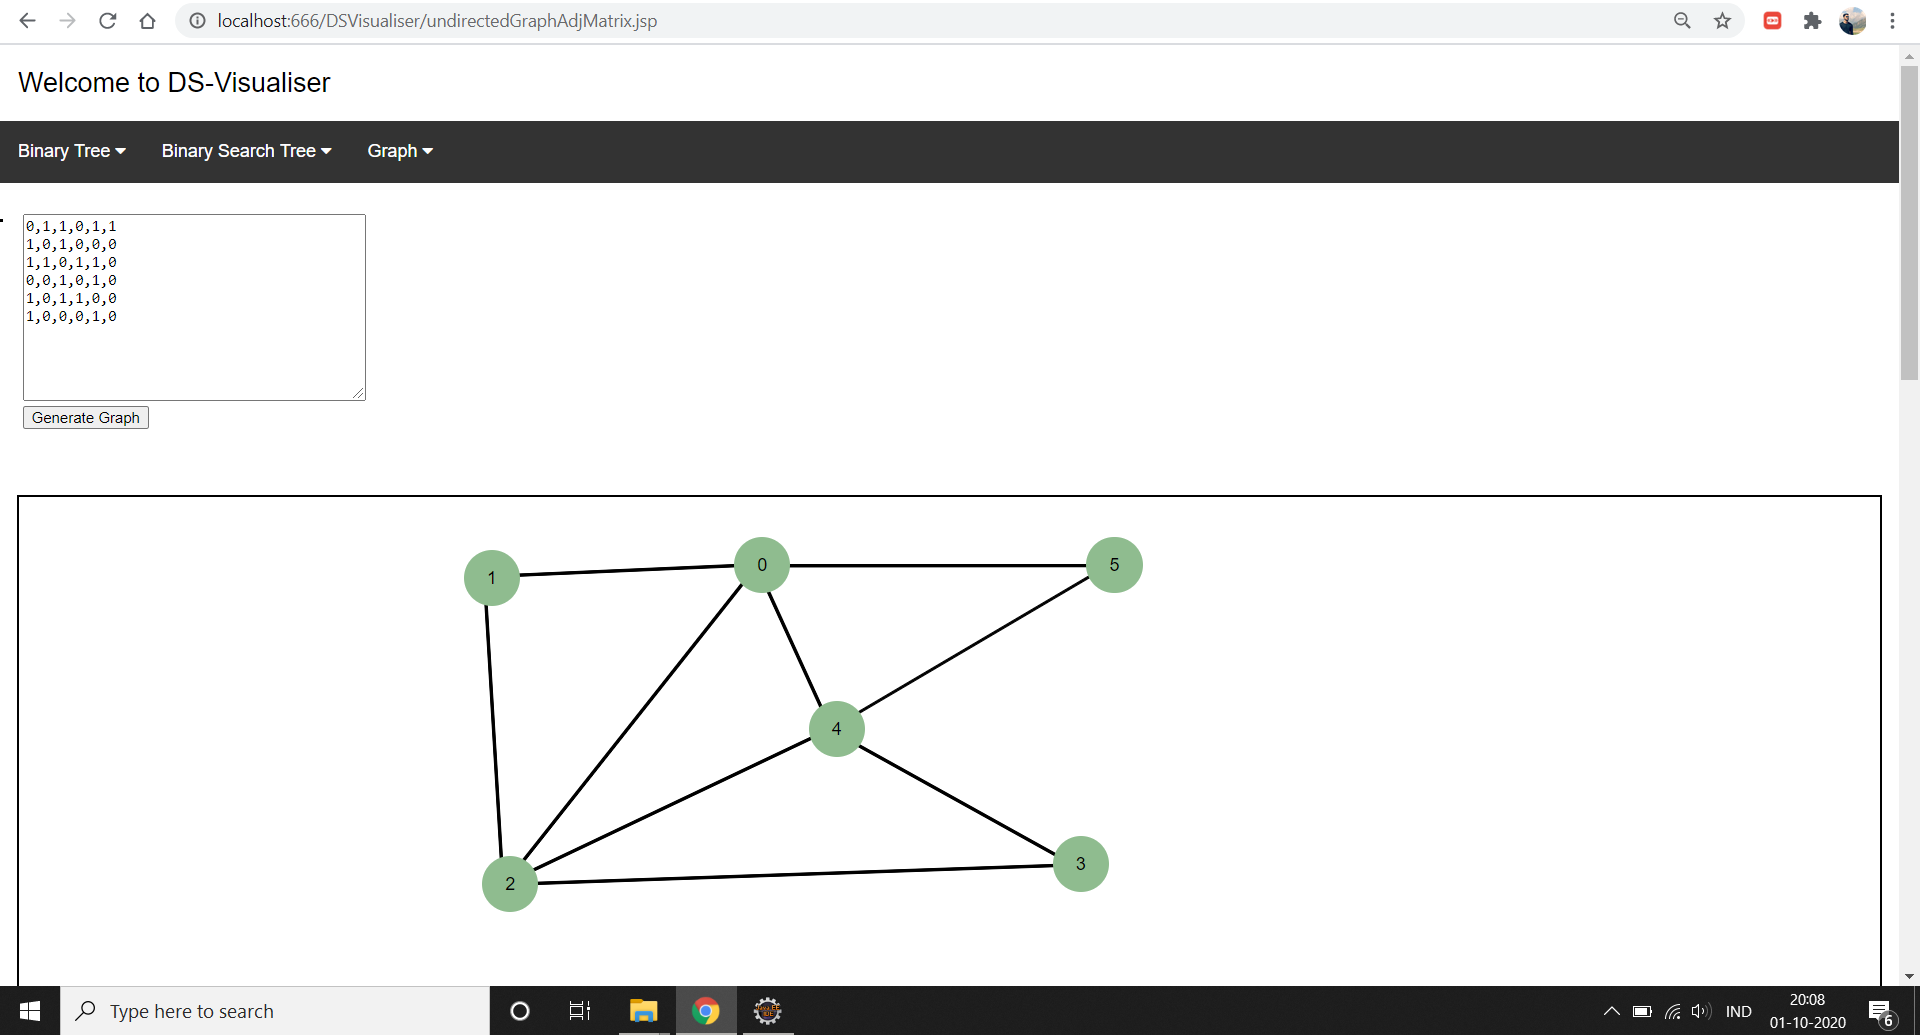 localhost:666/DSVisualiser/undirectedGraphAdjMatrix.jsp
Welcome to DS-Visualiser
Binary Tree Binary Search Tree Graph
0,1,1,0,1,1
1,0,1,0,0,0
1,1,0,1,1,0
0,0,1,0,1,0
1,0,1,1,0,0
1,0,0,0,1,0
Generate Graph
1 0 5
4
2 3
Type here to search
IND
20:08
01-10-2020
6